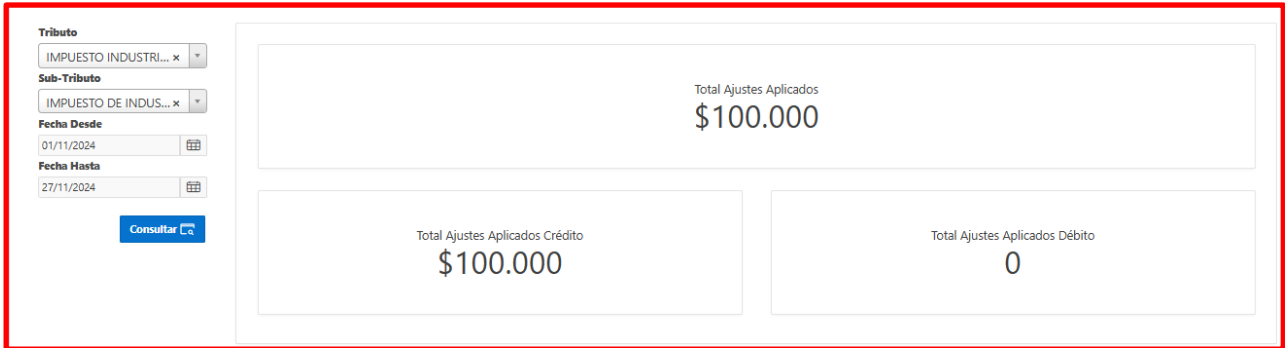 Tributo
IMPUESTO INDUSTRI... ×
Sub-Tributo
IMPUESTO DE INDUS... ×
Fecha Desde
01/11/2024
Fecha Hasta
27/11/2024
Consultar
Total Ajustes Aplicados
$100.000
Total Ajustes Aplicados Crédito
$100.000
Total Ajustes Aplicados Débito
0